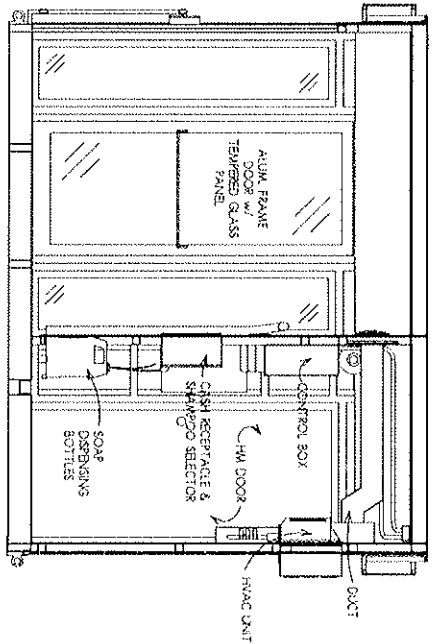 ALUM. FRAME
DOOR W/
TEMPERED GLASS
PANEL
SOAP
DISPENSING
BOTTLES
CASH RECEPTACLE &
SHAMPOO SELECTOR
CONTROL BOX
HM DOOR
HVAC UNIT
DUCT